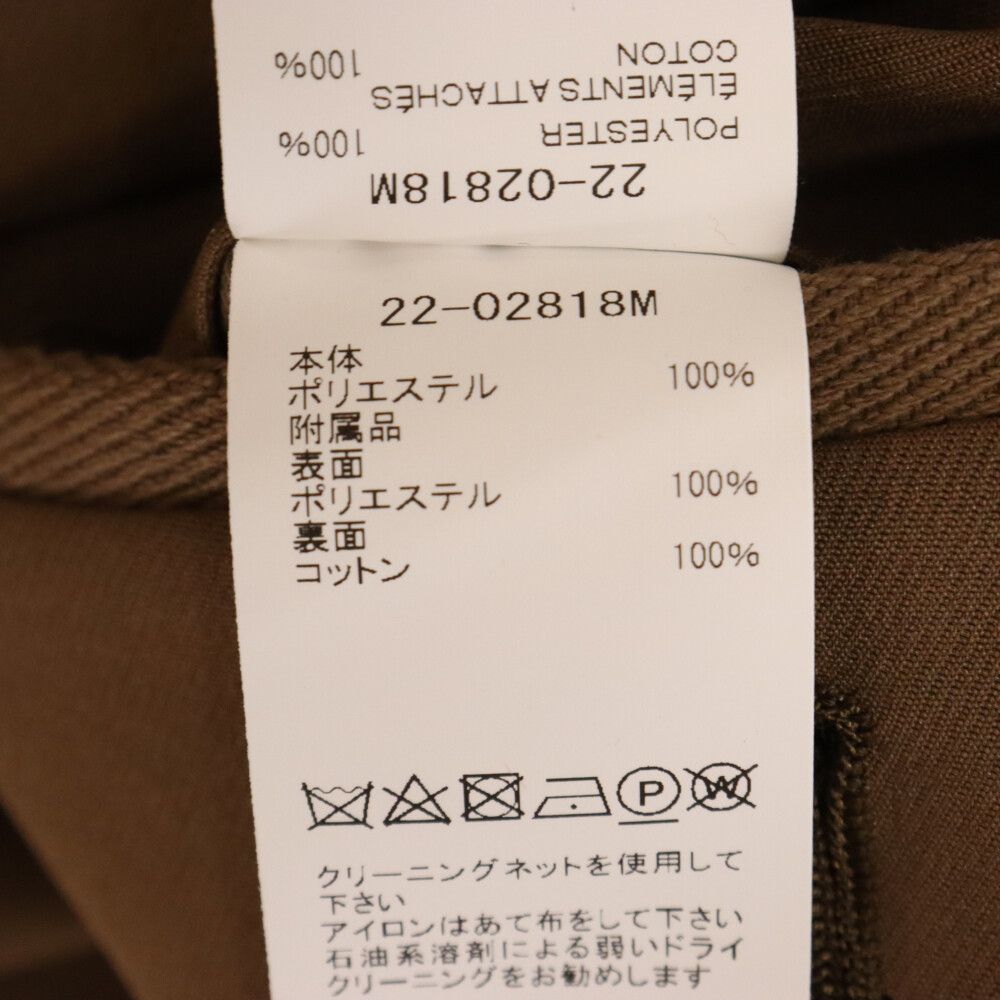 22-02818M
POLYESTER 100%
ÉLÉMENTS ATTACHÉS
COTON 100%
22-02818M
本体
ポリエステル 100%
附属品
表面
ポリエステル 100%
裏面
コットン 100%
P W
クリーニングネットを使用して
下さい
アイロンはあて布をして下さい
石油系溶剤による弱いドライ
クリーニングをお勧めします